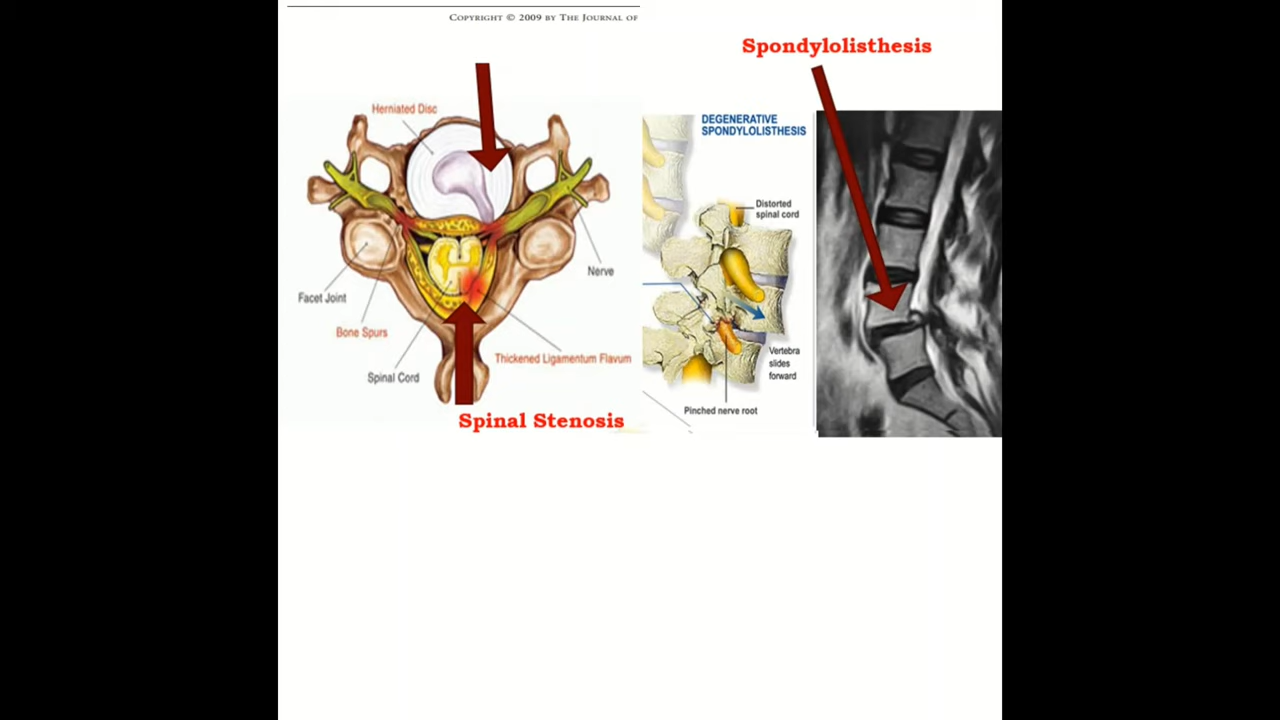 COPYRIGHT © 2009 BY THE JOURNAL OF
Spondylolisthesis
Herniated Disc
Nerve
Facet Joint
Bone Spurs
Thickened Ligamentum Flavum
Spinal Cord
Spinal Stenosis
DEGENERATIVE
SPONDYLOLISTHESIS
Distorted
spinal cord
Vertebra
slides
forward
Pinched nerve root